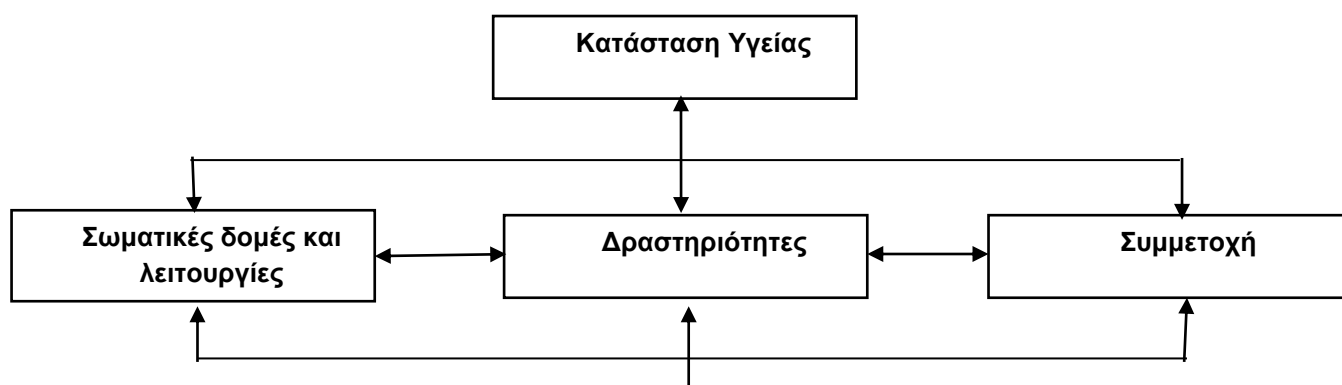 Κατάσταση Υγείας
Σωματικές δομές και
λειτουργίες
Δραστηριότητες
Συμμετοχή